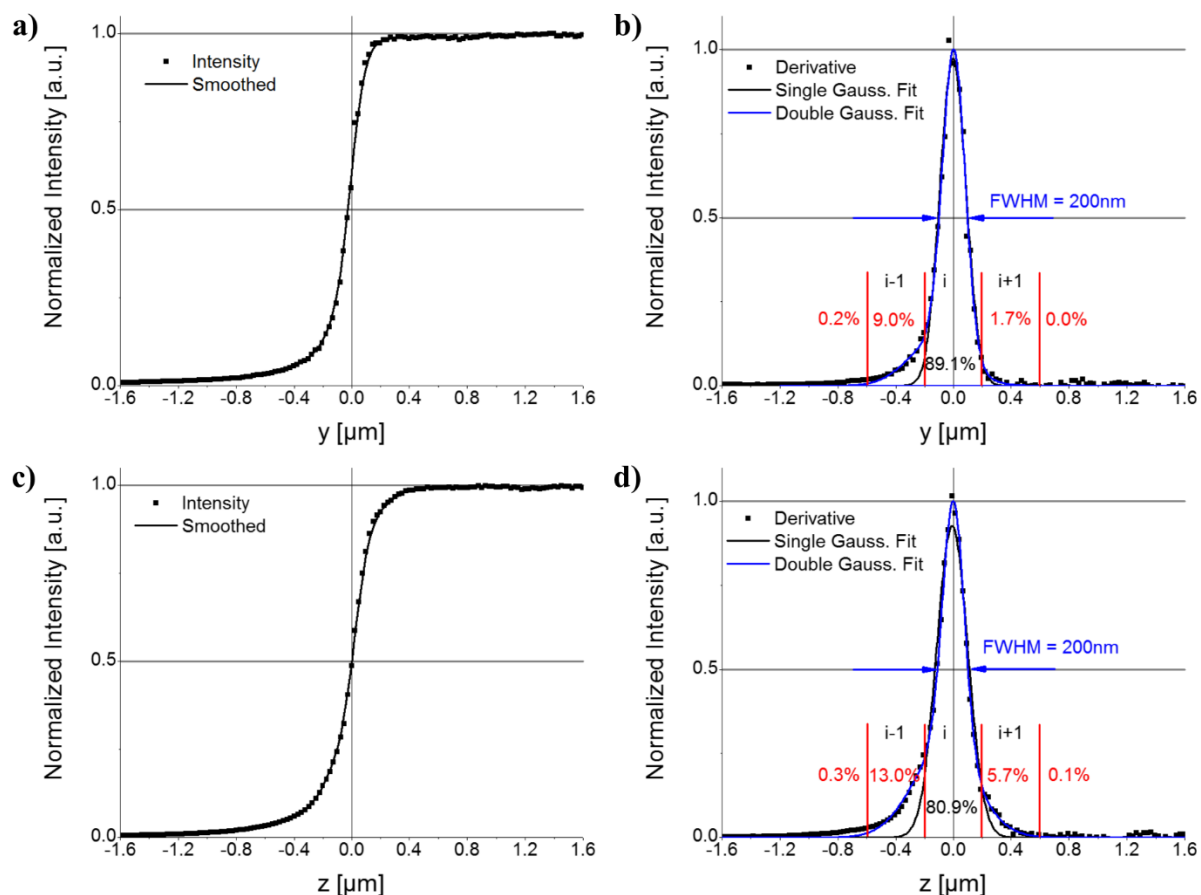 a)
Normalized Intensity [a.u.]
1.0
0.5
0.0
Intensity
Smoothed
-1.6 -1.2 -0.8 -0.4 0.0 0.4 0.8 1.2 1.6
y [µm]
b)
Normalized Intensity [a.u.]
1.0
0.5
0.0
Derivative
Single Gauss. Fit
Double Gauss. Fit
FWHM = 200nm
i-1 i i+1
0.2% 9.0% 1.7% 0.0%
89.1%
-1.6 -1.2 -0.8 -0.4 0.0 0.4 0.8 1.2 1.6
y [µm]
c)
Normalized Intensity [a.u.]
1.0
0.5
0.0
Intensity
Smoothed
-1.6 -1.2 -0.8 -0.4 0.0 0.4 0.8 1.2 1.6
z [µm]
d)
Normalized Intensity [a.u.]
1.0
0.5
0.0
Derivative
Single Gauss. Fit
Double Gauss. Fit
FWHM = 200nm
i-1 i i+1
0.3% 13.0% 5.7% 0.1%
80.9%
-1.6 -1.2 -0.8 -0.4 0.0 0.4 0.8 1.2 1.6
z [µm]